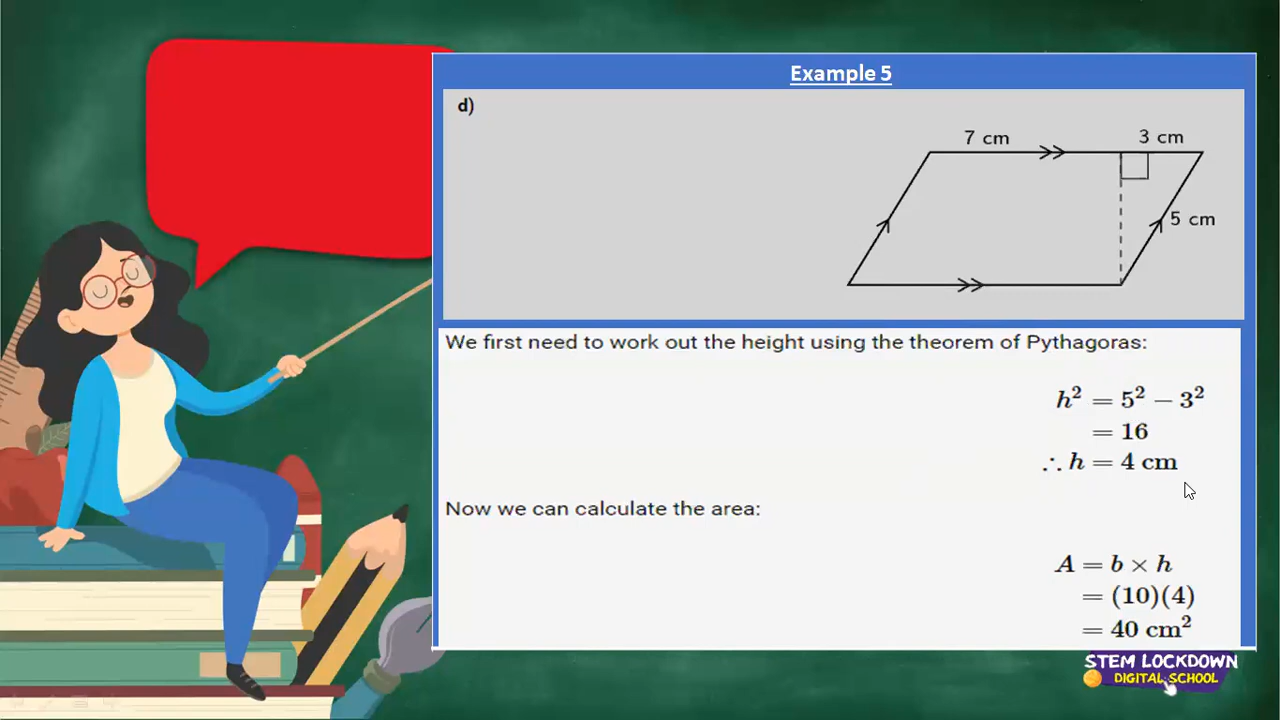 Example 5
d)
7 cm
3 cm
5 cm
We first need to work out the height using the theorem of Pythagoras:
h² = 5² − 3²
= 16
∴ h = 4 cm
Now we can calculate the area:
A = b × h
= (10)(4)
= 40 cm²
STEM LOCKDOWN
DIGITAL SCHOOL